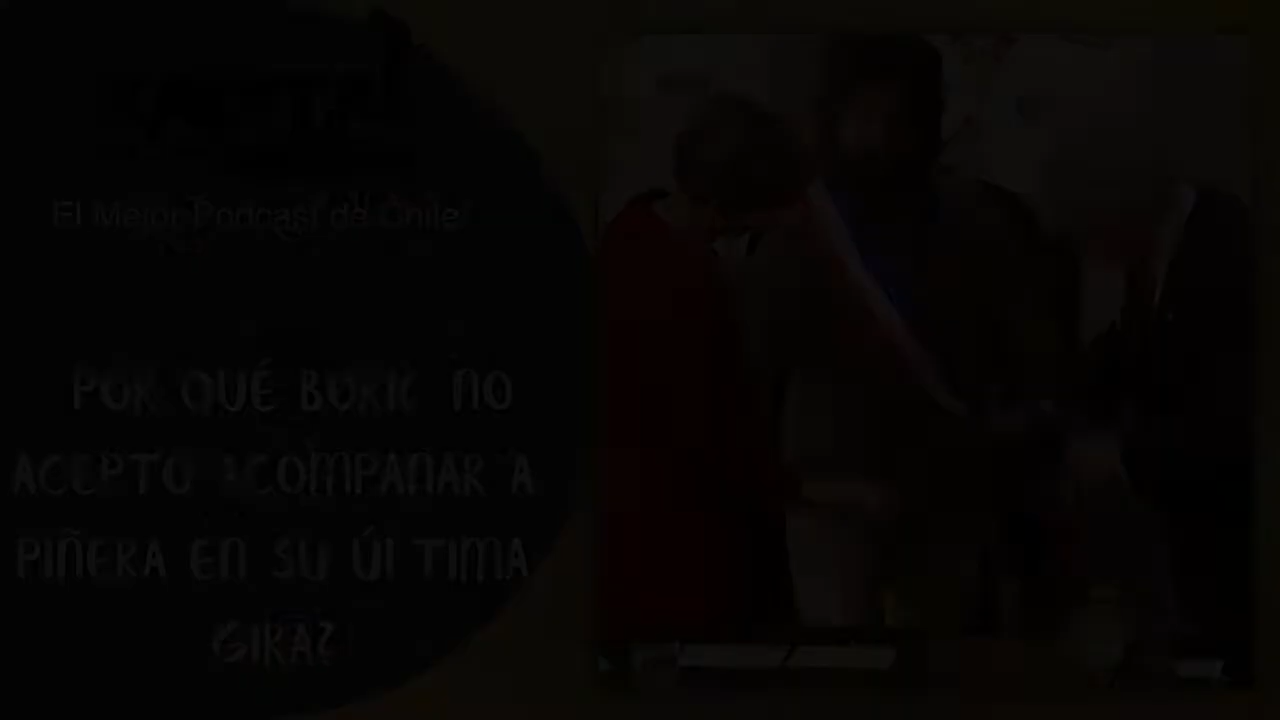 El Mejor Podcast de Chile
POR QUÉ BORIC NO
ACEPTO ACOMPAÑAR A
PIÑERA EN SU ÚLTIMA
GIRA?